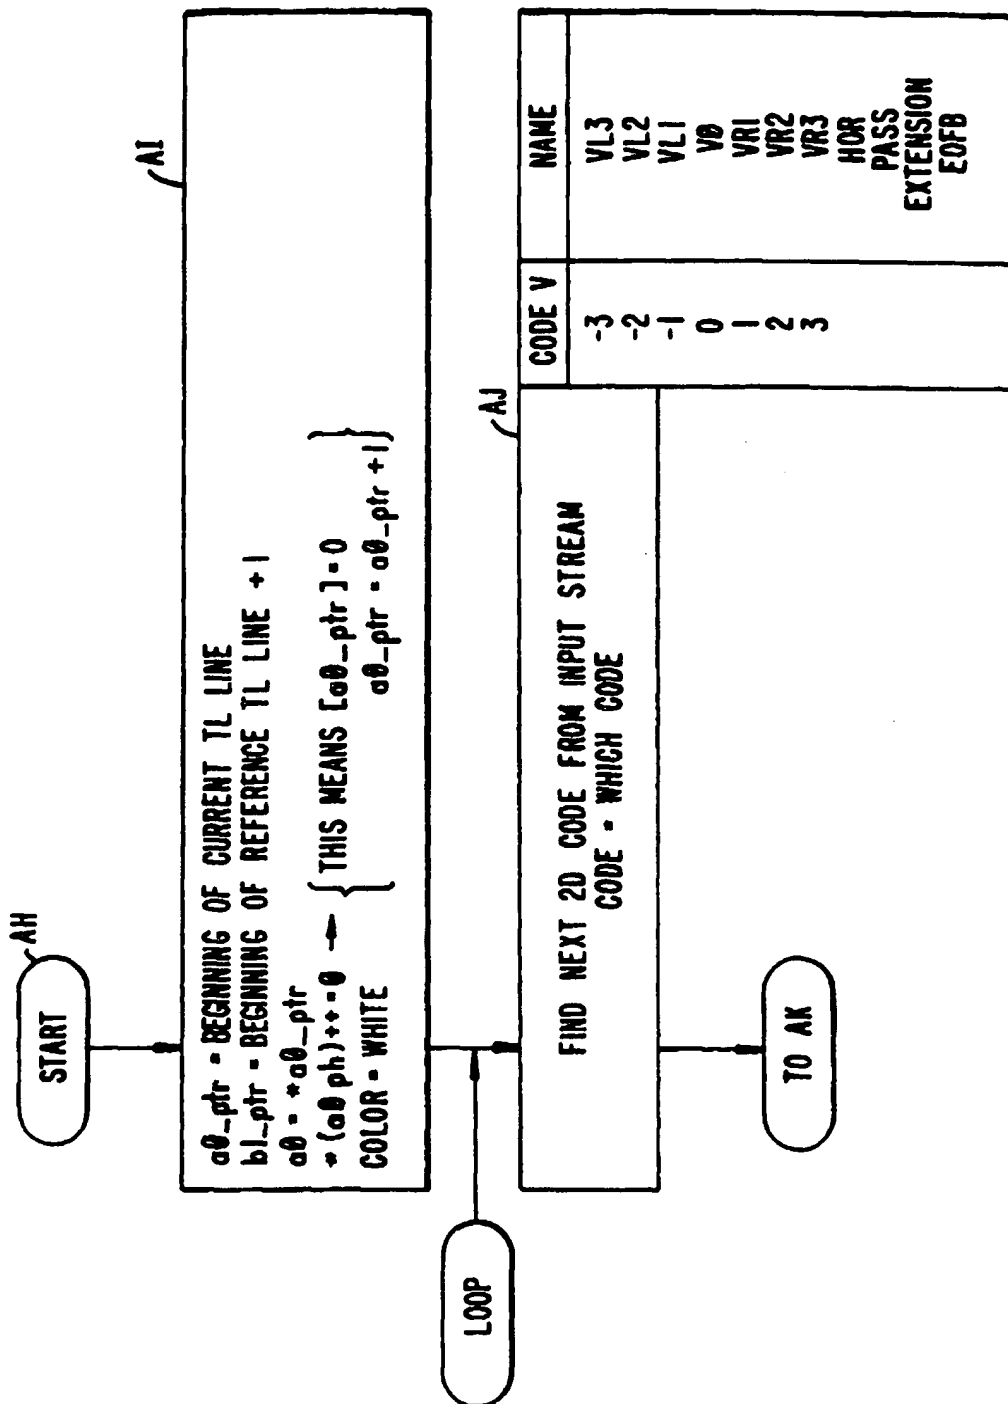 START
AH
AI
a0_ptr = BEGINNING OF CURRENT TL LINE
b1_ptr = BEGINNING OF REFERENCE TL LINE + 1
a0 = *a0_ptr
*(a0 ph)++=0 → {THIS MEANS [a0_ptr]=0
a0_ptr = a0_ptr +1}
COLOR = WHITE
LOOP
AJ
FIND NEXT 2D CODE FROM INPUT STREAM
CODE = WHICH CODE
CODE V NAME
-3 VL3
-2 VL2
-1 VL1
0 V0
1 VR1
2 VR2
3 VR3
HOR
PASS
EXTENSION
EOFB
TO AK